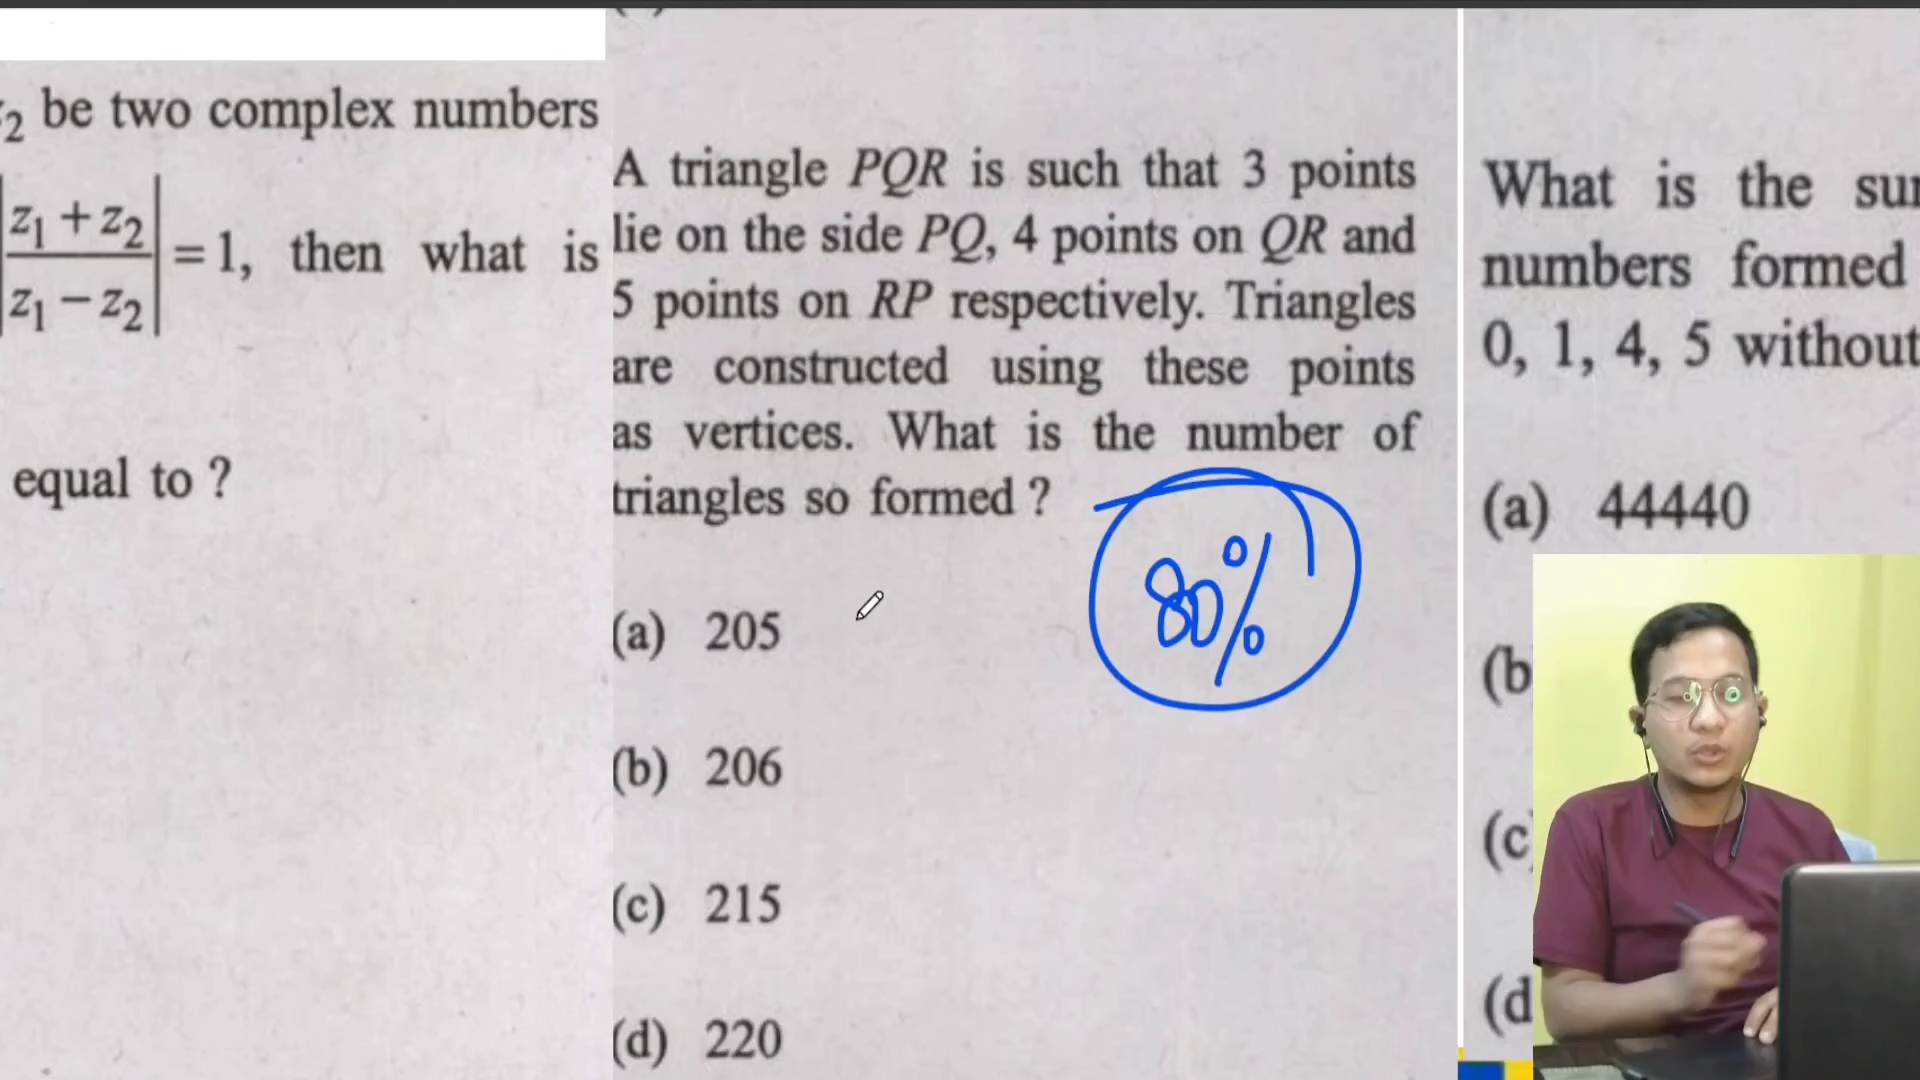 2 be two complex numbers
|z1 + z2 / z1 − z2| = 1, then what is
equal to ?
A triangle PQR is such that 3 points
lie on the side PQ, 4 points on QR and
5 points on RP respectively. Triangles
are constructed using these points
as vertices. What is the number of
triangles so formed ?
80%
(a) 205
(b) 206
(c) 215
(d) 220
What is the
numbers formed
0, 1, 4, 5 without
(a) 44440
(b
(c
(d